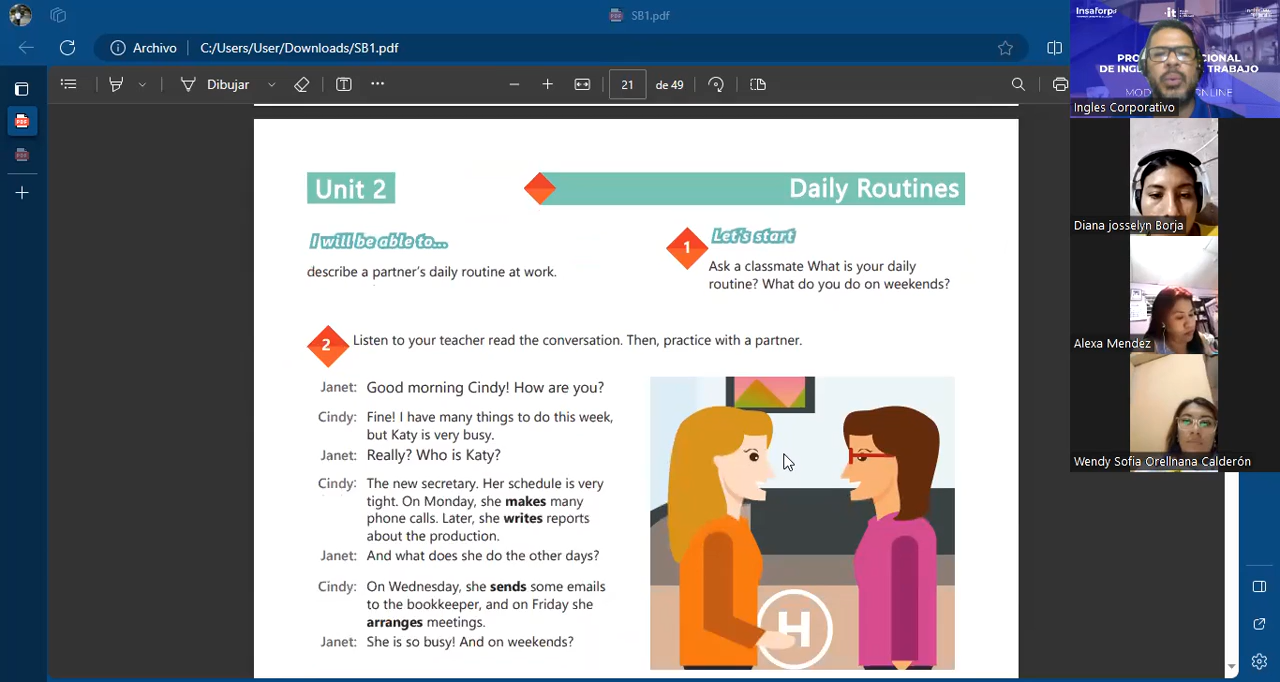 SB1.pdf
Archivo
C:/Users/User/Downloads/SB1.pdf
Dibujar
21
de 49
Unit 2
Daily Routines
I will be able to...
describe a partner's daily routine at work.
1
Let's start
Ask a classmate What is your daily
routine? What do you do on weekends?
2
Listen to your teacher read the conversation. Then, practice with a partner.
Janet: Good morning Cindy! How are you?
Cindy: Fine! I have many things to do this week,
but Katy is very busy.
Janet: Really? Who is Katy?
Cindy: The new secretary. Her schedule is very
tight. On Monday, she makes many
phone calls. Later, she writes reports
about the production.
Janet: And what does she do the other days?
Cindy: On Wednesday, she sends some emails
to the bookkeeper, and on Friday she
arranges meetings.
Janet: She is so busy! And on weekends?
H
Insaforp
it
Ingles Corporativo
Diana josselyn Borja
Alexa Mendez
Wendy Sofia Orellhana Calderón